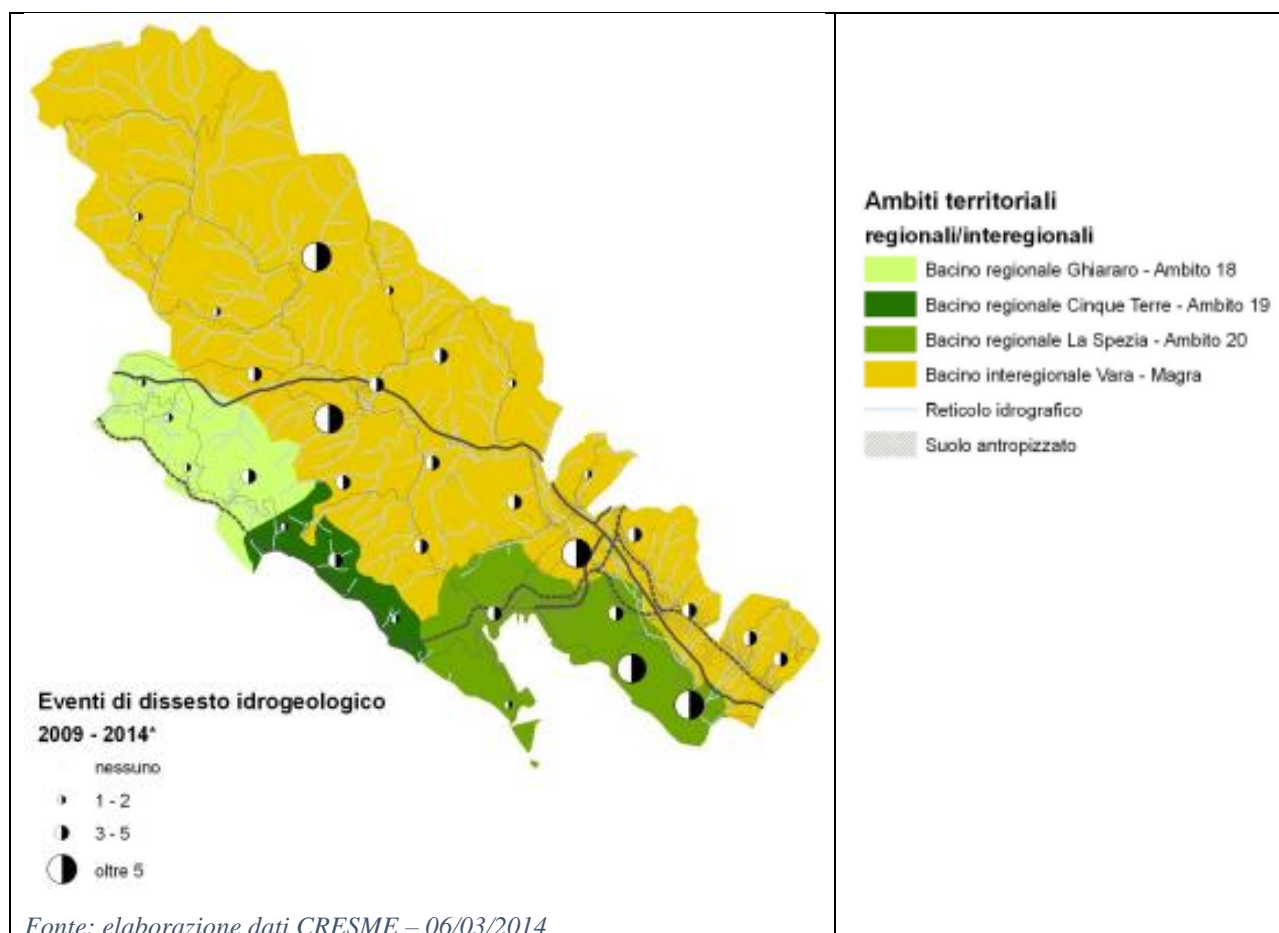 Ambiti territoriali
regionali/interegionali
Bacino regionale Ghiararo - Ambito 18
Bacino regionale Cinque Terre - Ambito 19
Bacino regionale La Spezia - Ambito 20
Bacino interegionale Vara - Magra
Reticolo idrografico
Suolo antropizzato
Eventi di dissesto idrogeologico
2009 - 2014*
nessuno
1 - 2
3 - 5
oltre 5
Fonte: elaborazione dati CRESME – 06/03/2014